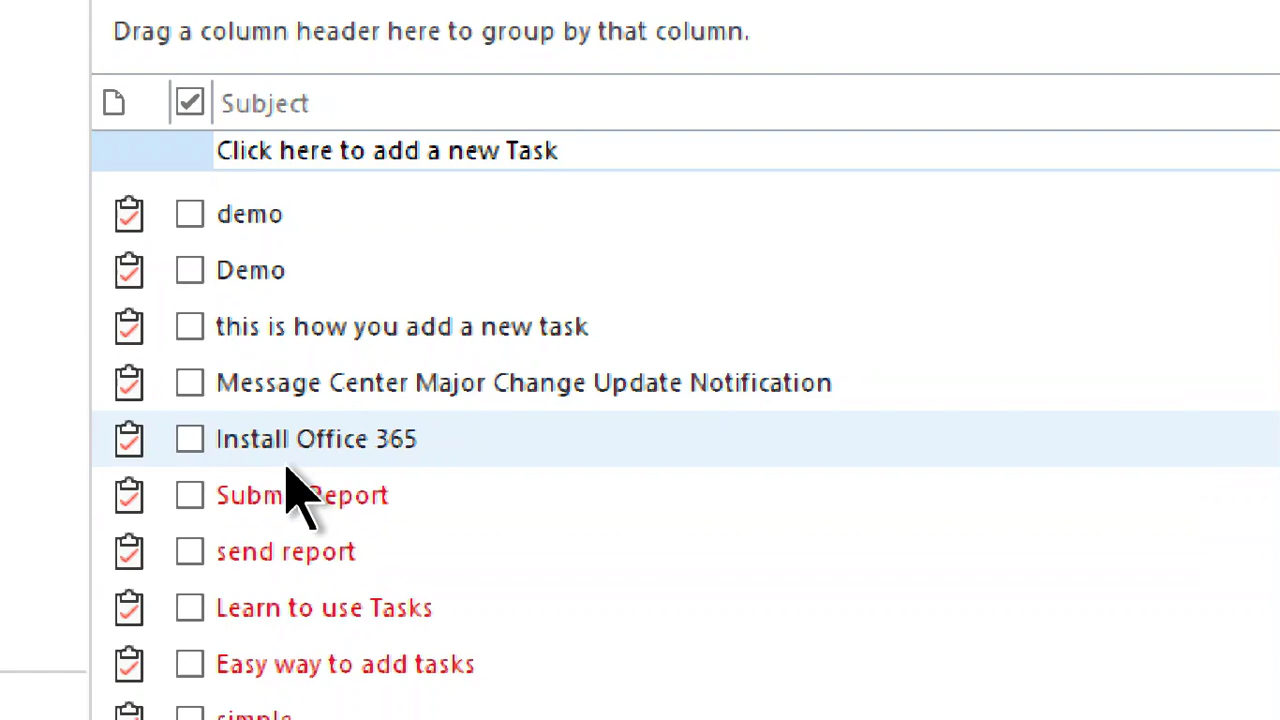 Drag a column header here to group by that column.
Subject
Click here to add a new Task
demo
Demo
this is how you add a new task
Message Center Major Change Update Notification
Install Office 365
Report
send report
Learn to use Tasks
Easy way to add tasks
simple